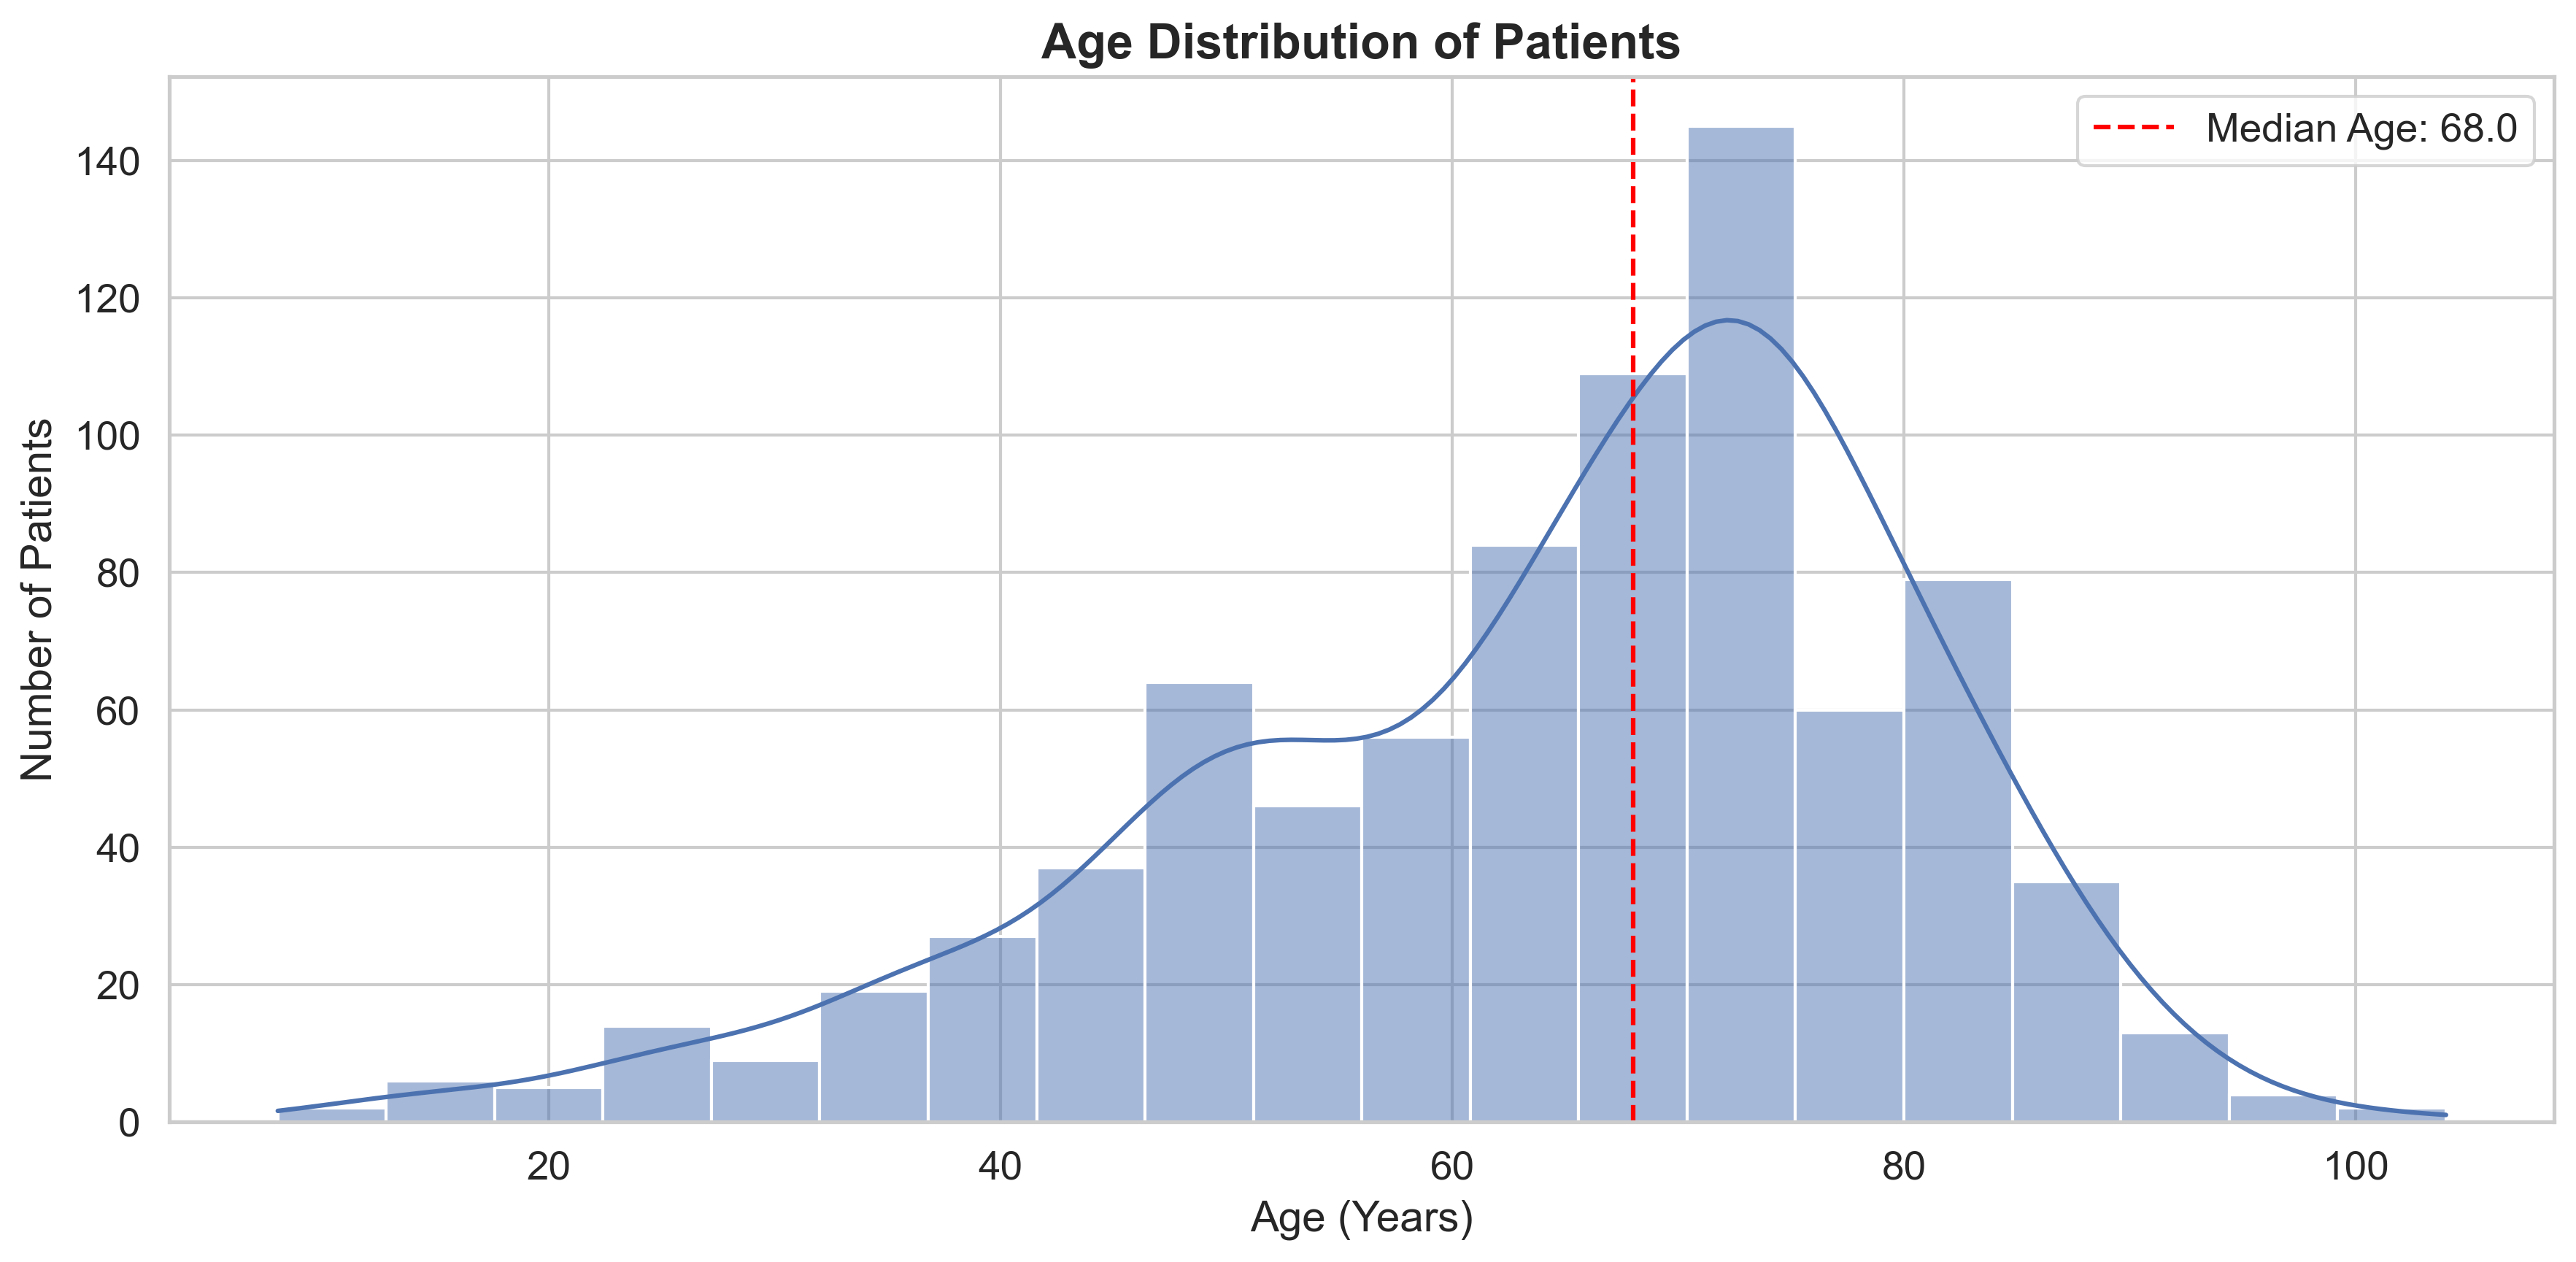 Age Distribution of Patients
Median Age: 68.0
Number of Patients
140
120
100
80
60
40
20
0
20 40 60 80 100
Age (Years)